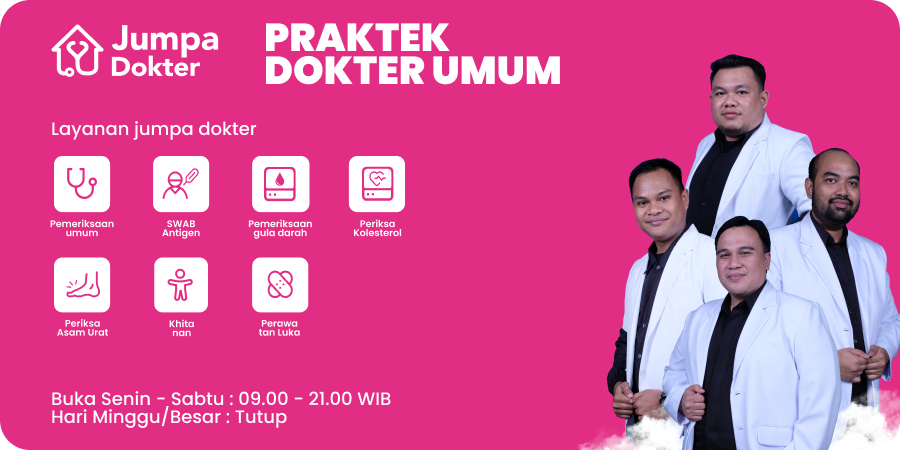 Jumpa
Dokter
PRAKTEK
DOKTER UMUM
Layanan jumpa dokter
Pemeriksaan
umum
SWAB
Antigen
Pemeriksaan
gula darah
Periksa
Kolesterol
Periksa
Asam Urat
Khita
nan
Perawa
tan Luka
Buka Senin - Sabtu : 09.00 - 21.00 WIB
Hari Minggu/Besar : Tutup